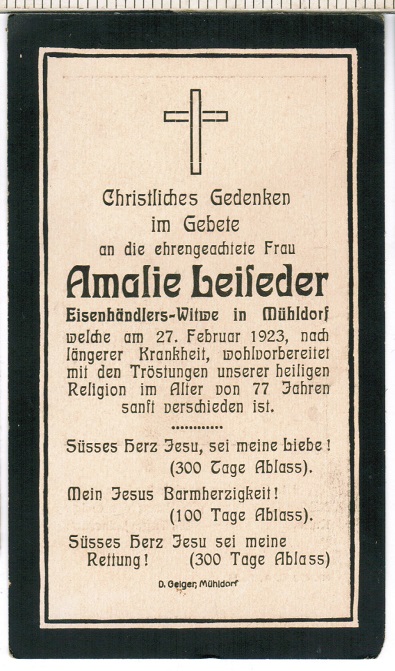 Christliches Gedenken
im Gebete
an die ehrengeachtete Frau
Amalie Leileder
Eisenhändlers-Witwe in Mühldorf
welche am 27. Februar 1923, nach
längerer Krankheit, wohlvorbereitet
mit den Tröstungen unserer heiligen
Religion im Alter von 77 Jahren
sanft verschieden ist.
Süsses Herz Jesu, sei meine Liebe!
(300 Tage Ablass).
Mein Jesus Barmherzigkeit!
(100 Tage Ablass).
Süsses Herz Jesu sei meine
Rettung! (300 Tage Ablass)
D. Geiger, Mühldorf